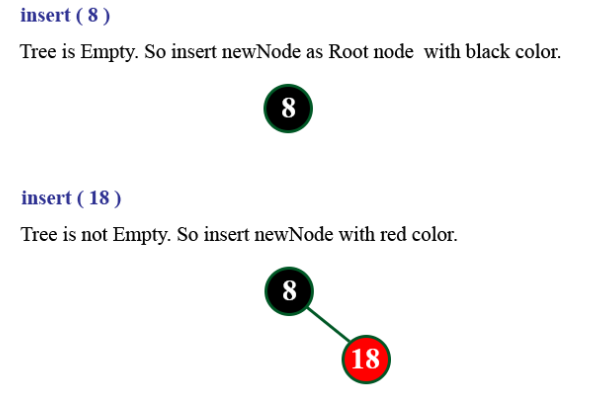 insert ( 8 )
Tree is Empty. So insert newNode as Root node with black color.
8
insert ( 18 )
Tree is not Empty. So insert newNode with red color.
8
18